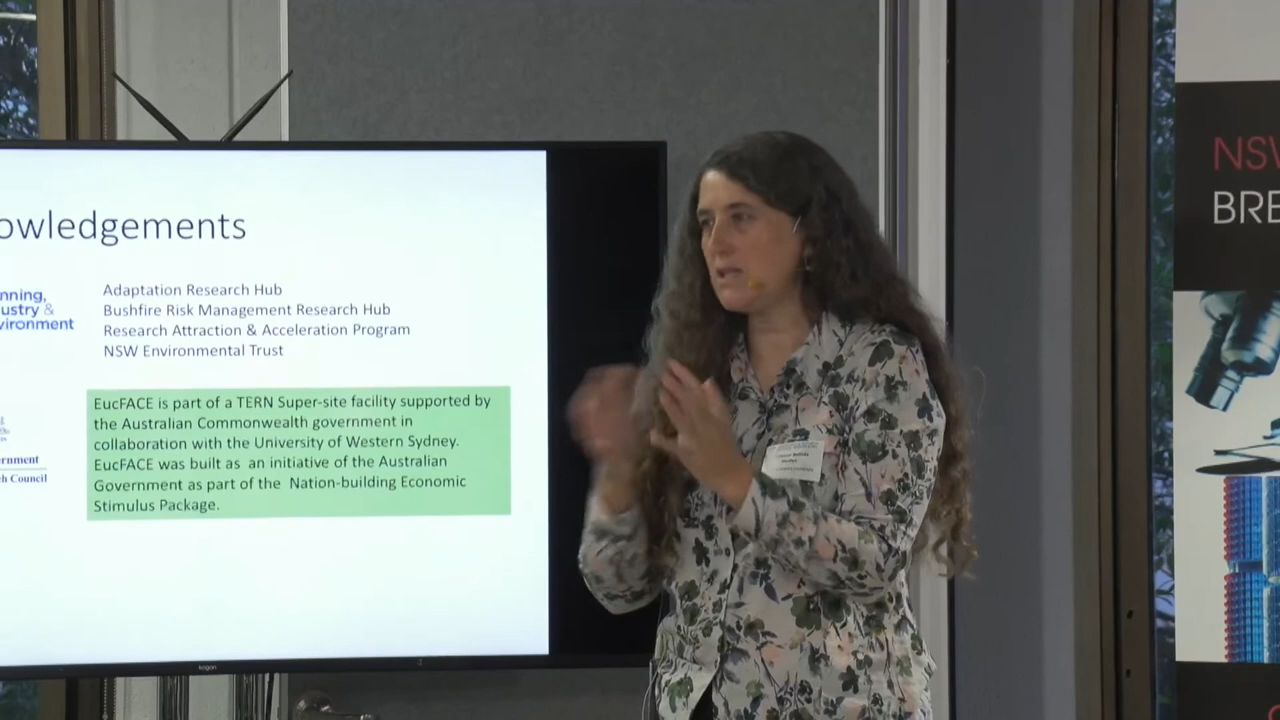 owledgements
nning,
ustry &
vironment
Adaptation Research Hub
Bushfire Risk Management Research Hub
Research Attraction & Acceleration Program
NSW Environmental Trust
ernment
h Council
EucFACE is part of a TERN Super-site facility supported by
the Australian Commonwealth government in
collaboration with the University of Western Sydney.
EucFACE was built as an initiative of the Australian
Government as part of the Nation-building Economic
Stimulus Package.
kogan
NSW
BRE